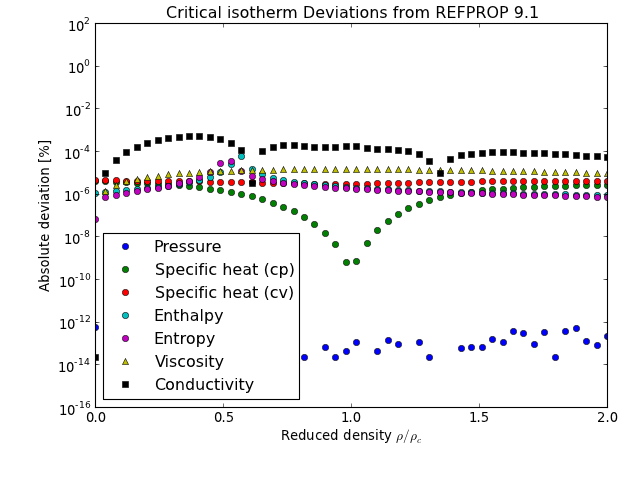 Critical isotherm Deviations from REFPROP 9.1
Absolute deviation [%]
10^2
10^0
10^-2
10^-4
10^-6
10^-8
10^-10
10^-12
10^-14
10^-16
Pressure
Specific heat (cp)
Specific heat (cv)
Enthalpy
Entropy
Viscosity
Conductivity
0.0 0.5 1.0 1.5 2.0
Reduced density ρ/ρ_c